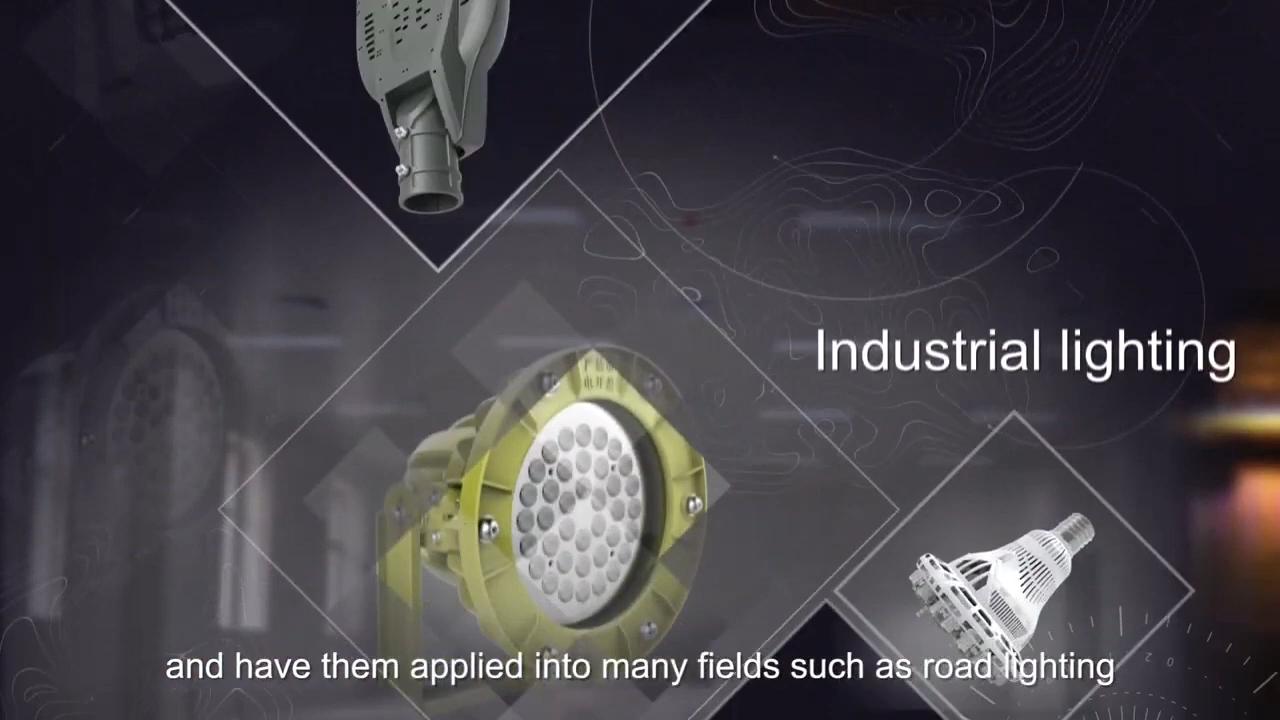 Industrial lighting
and have them applied into many fields such as road lighting